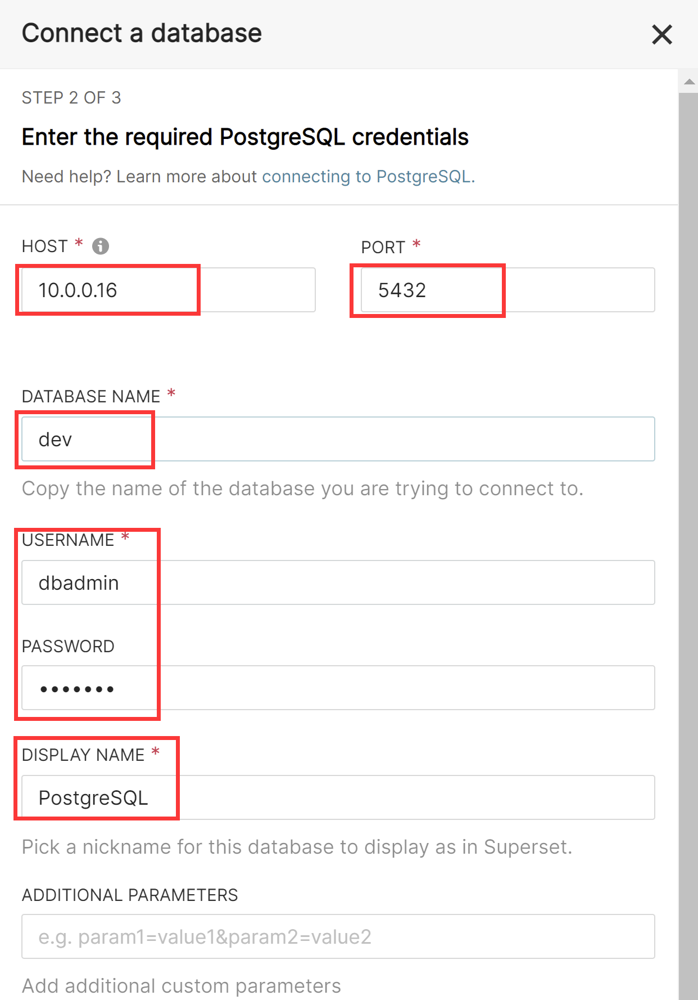 Connect a database
STEP 2 OF 3
Enter the required PostgreSQL credentials
Need help? Learn more about connecting to PostgreSQL.
HOST *
PORT *
10.0.0.16
5432
DATABASE NAME *
dev
Copy the name of the database you are trying to connect to.
USERNAME *
dbadmin
PASSWORD
•••••••
DISPLAY NAME *
PostgreSQL
Pick a nickname for this database to display as in Superset.
ADDITIONAL PARAMETERS
e.g. param1=value1&param2=value2
Add additional custom parameters